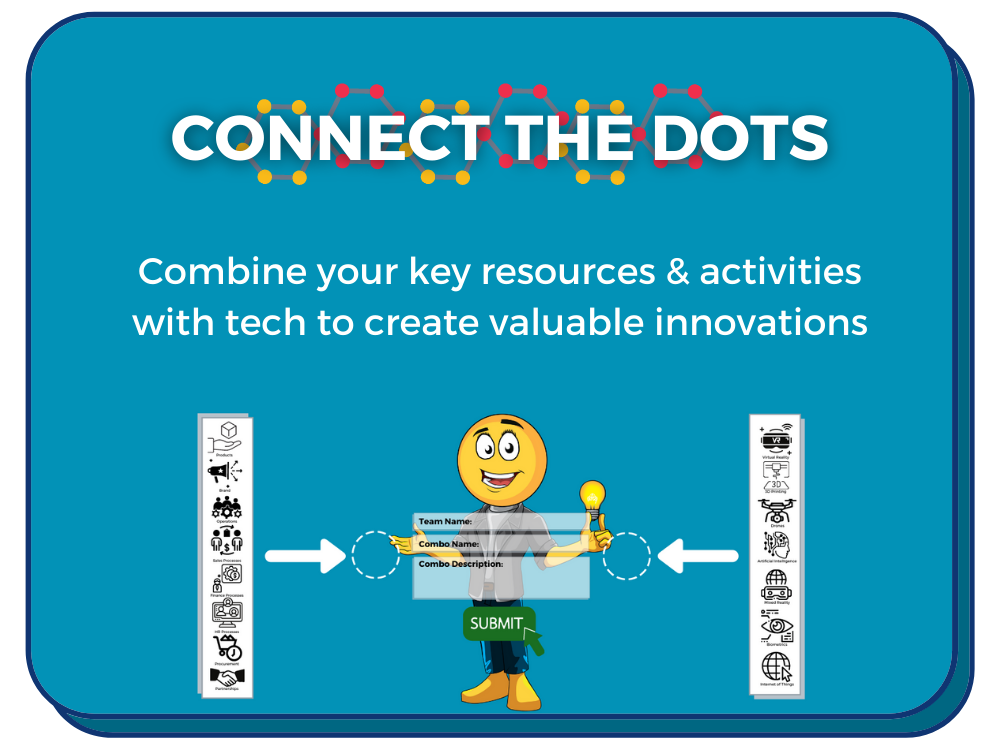 CONNECT THE DOTS
Combine your key resources & activities
with tech to create valuable innovations
Products
Brand
Operations
Sales Processes
Finance Processes
HR Processes
Procurement
Partnerships
Team Name:
Combo Name:
Combo Description:
SUBMIT
VR
Virtual Reality
3D
3D Printing
Drones
Artificial Intelligence
Mixed Reality
Biometrics
Internet of Things